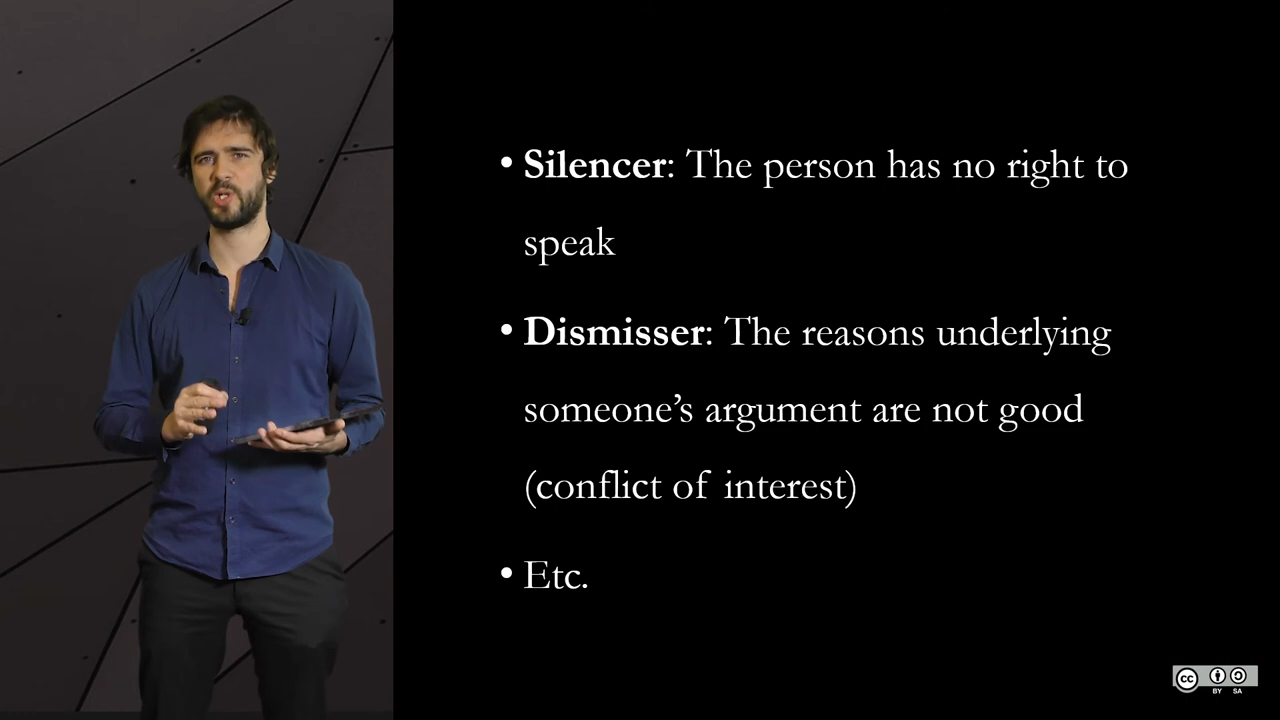 • Silencer: The person has no right to
speak
• Dismisser: The reasons underlying
someone’s argument are not good
(conflict of interest)
• Etc.
cc
BY SA